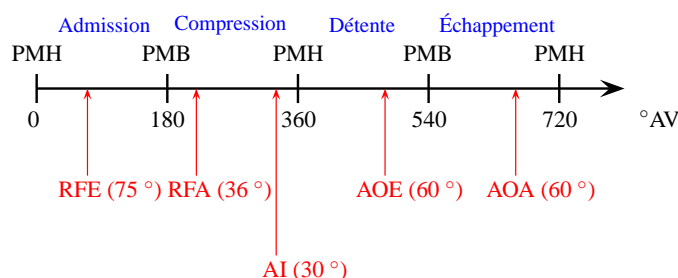 Admission Compression Détente Échappement
PMH PMB PMH PMB PMH
0 180 360 540 720 °AV
RFE (75 °) RFA (36 °) AOE (60 °) AOA (60 °)
AI (30 °)